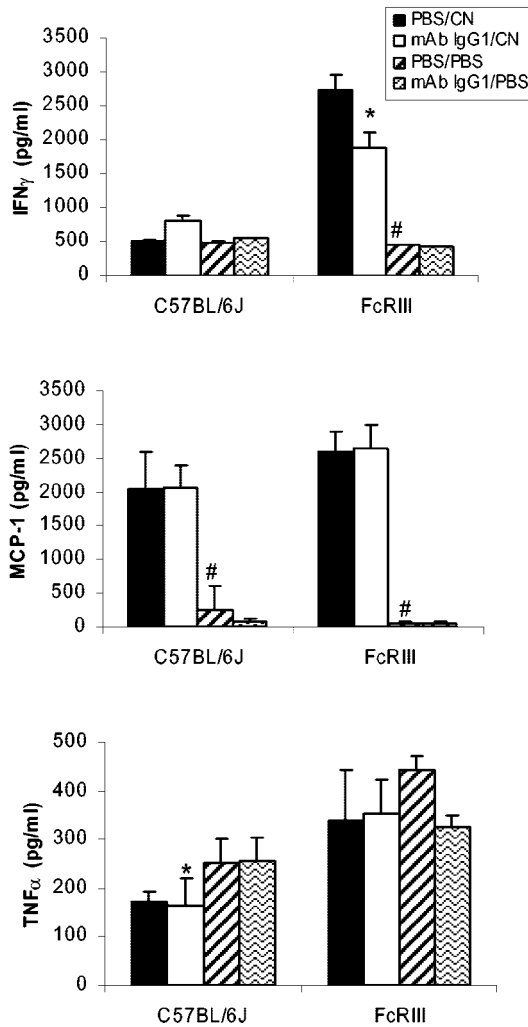 PBS/CN
mAb IgG1/CN
PBS/PBS
mAb IgG1/PBS
IFNγ (pg/ml)
3500
3000
2500
2000
1500
1000
500
0
*
#
C57BL/6J FcRIII
MCP-1 (pg/ml)
3500
3000
2500
2000
1500
1000
500
0
# #
C57BL/6J FcRIII
TNFα (pg/ml)
500
400
300
200
100
0
*
C57BL/6J FcRIII